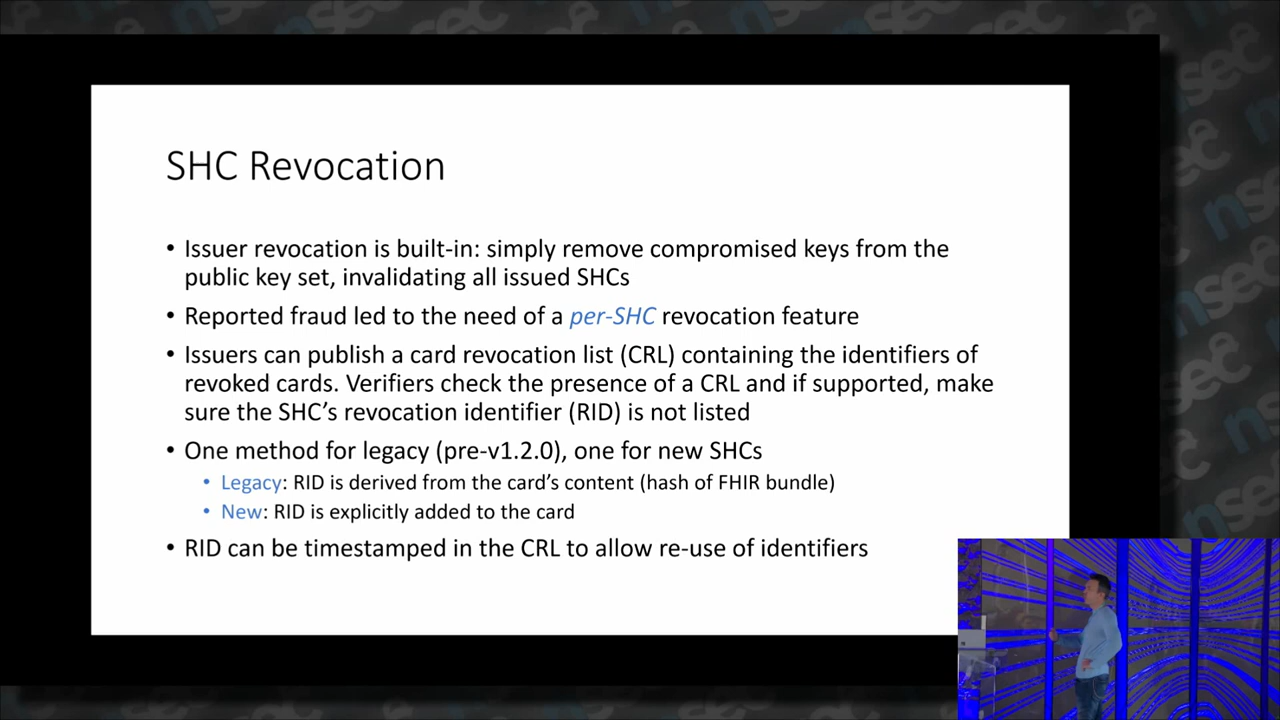 SHC Revocation
• Issuer revocation is built-in: simply remove compromised keys from the
public key set, invalidating all issued SHCs
• Reported fraud led to the need of a per-SHC revocation feature
• Issuers can publish a card revocation list (CRL) containing the identifiers of
revoked cards. Verifiers check the presence of a CRL and if supported, make
sure the SHC’s revocation identifier (RID) is not listed
• One method for legacy (pre-v1.2.0), one for new SHCs
• Legacy: RID is derived from the card’s content (hash of FHIR bundle)
• New: RID is explicitly added to the card
• RID can be timestamped in the CRL to allow re-use of identifiers
nsec
nsec
nsec
nsec